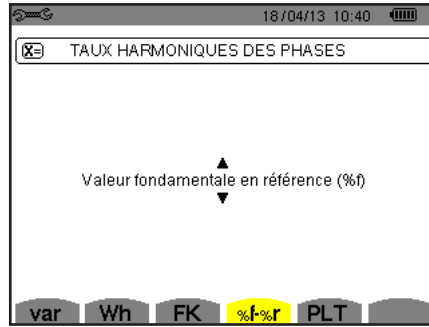 18/04/13 10:40
X= TAUX HARMONIQUES DES PHASES
Valeur fondamentale en référence (%f)
var Wh FK %f-%r PLT